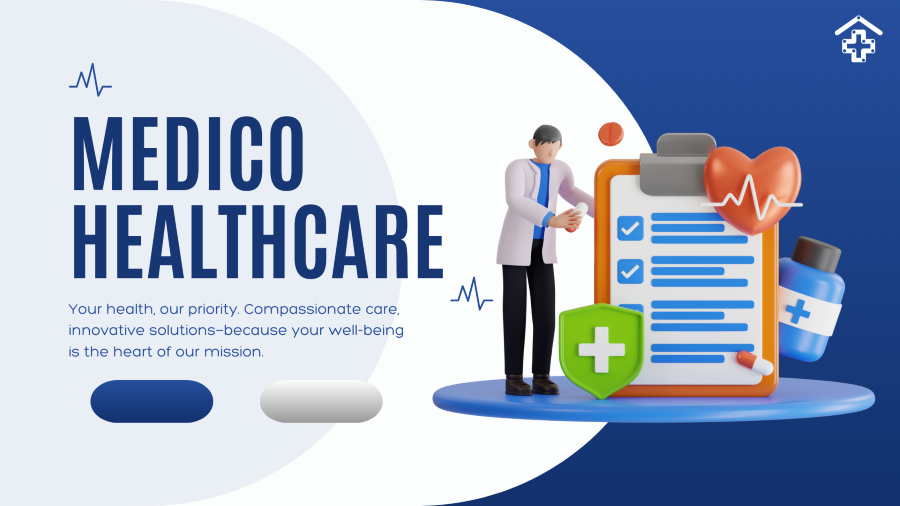 MEDICO
HEALTHCARE
Your health, our priority. Compassionate care,
innovative solutions—because your well-being
is the heart of our mission.